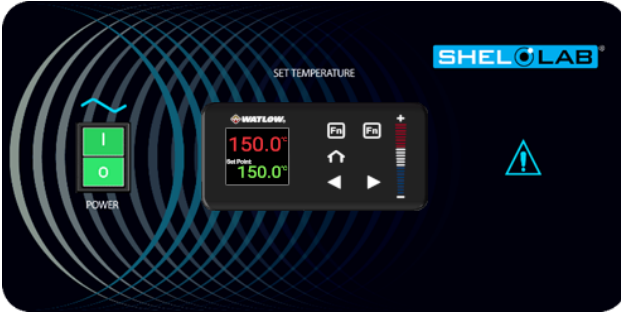 SHEL LAB®
SET TEMPERATURE
WATLOW®
Fn Fn
150.0°C
Set Point
150.0°C
I
O
POWER
+
−